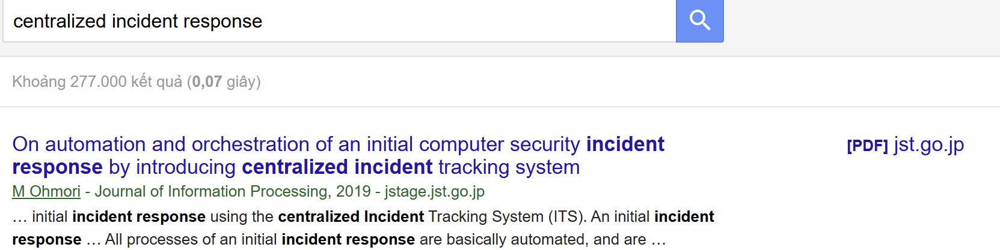 centralized incident response
Khoảng 277.000 kết quả (0,07 giây)
On automation and orchestration of an initial computer security incident
response by introducing centralized incident tracking system
[PDF] jst.go.jp
M Ohmori - Journal of Information Processing, 2019 - jstage.jst.go.jp
… initial incident response using the centralized Incident Tracking System (ITS). An initial incident
response … All processes of an initial incident response are basically automated, and are …